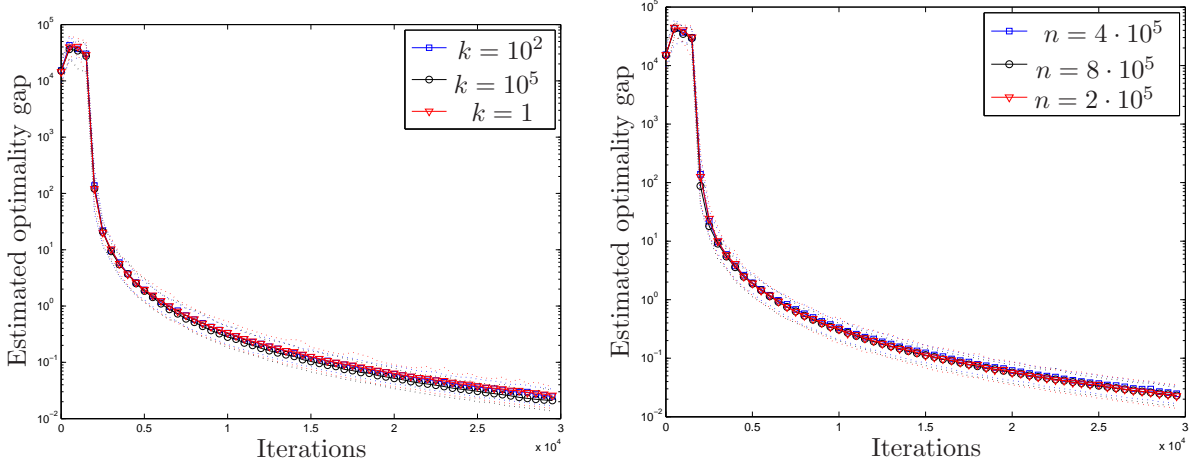 10^5
10^4
10^3
10^2
10^1
10^0
10^-1
10^-2
Estimated optimality gap
k = 10^2
k = 10^5
k = 1
0 0.5 1 1.5 2 2.5 3
x 10^4
Iterations
10^5
10^4
10^3
10^2
10^1
10^0
10^-1
10^-2
Estimated optimality gap
n = 4 · 10^5
n = 8 · 10^5
n = 2 · 10^5
0 0.5 1 1.5 2 2.5 3
x 10^4
Iterations